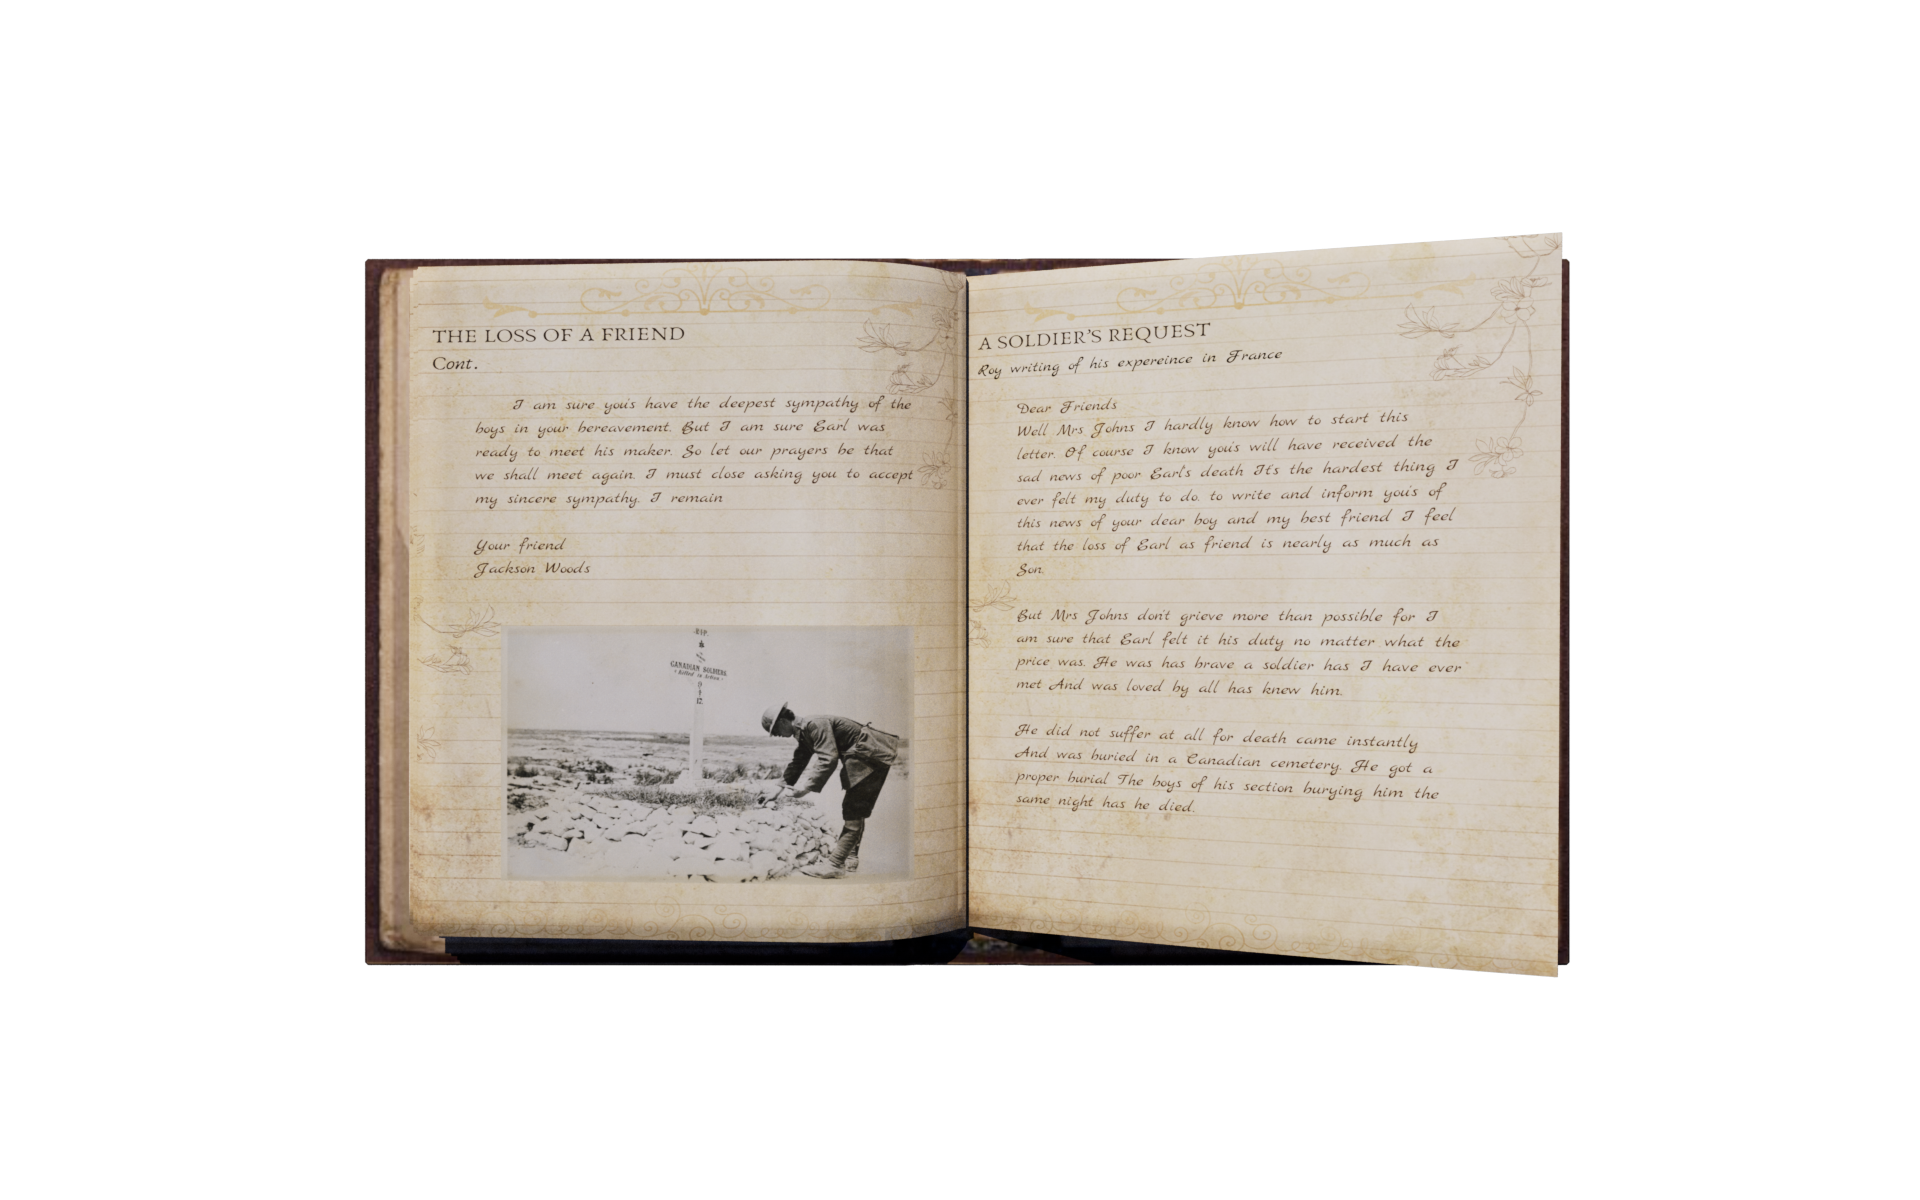 THE LOSS OF A FRIEND
Cont.
I am sure you's have the deepest sympathy of the
boys in your bereavement. But I am sure Earl was
ready to meet his maker. So let our prayers be that
we shall meet again. I must close asking you to accept
my sincere sympathy. I remain
Your friend
Jackson Woods
R.I.P.
CANADIAN SOLDIERS
"Killed in Action"
9
4
17.
A SOLDIER'S REQUEST
Roy writing of his expereince in France
Dear Friends
Well Mrs Johns I hardly know how to start this
letter. Of course I know you's will have received the
sad news of poor Earl's death It's the hardest thing I
ever felt my duty to do. to write and inform you's of
this news of your dear boy and my best friend I feel
that the loss of Earl as friend is nearly as much as
Son.
But Mrs Johns don't grieve more than possible for I
am sure that Earl felt it his duty no matter what the
price was. He was has brave a soldier has I have ever
met And was loved by all has knew him.
He did not suffer at all for death came instantly
And was buried in a Canadian cemetery. He got a
proper burial The boys of his section burying him the
same night has he died.